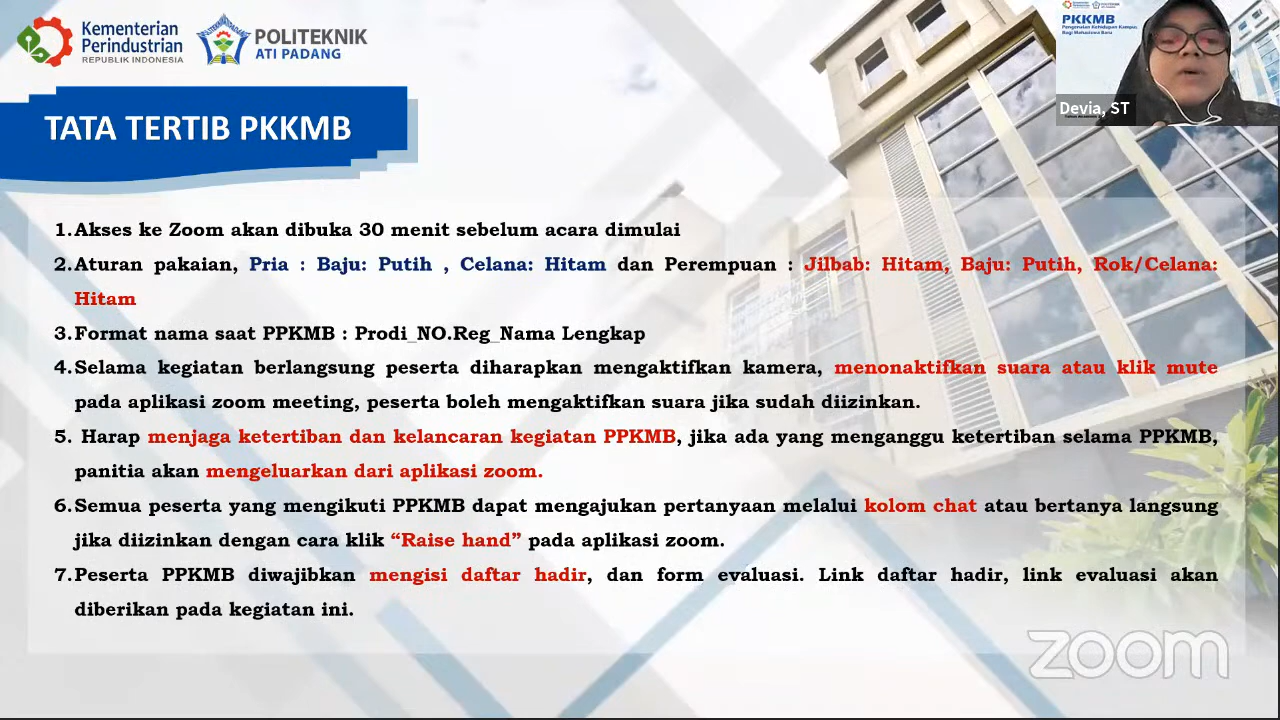 Kementerian
Perindustrian
REPUBLIK INDONESIA
POLITEKNIK
ATI PADANG
PKKMB
Pengenalan Kehidupan Kampus
Bagi Mahasiswa Baru
Devia, ST
TATA TERTIB PKKMB
1.Akses ke Zoom akan dibuka 30 menit sebelum acara dimulai
2.Aturan pakaian, Pria : Baju: Putih , Celana: Hitam dan Perempuan : Jilbab: Hitam, Baju: Putih, Rok/Celana:
Hitam
3.Format nama saat PPKMB : Prodi_NO.Reg_Nama Lengkap
4.Selama kegiatan berlangsung peserta diharapkan mengaktifkan kamera, menonaktifkan suara atau klik mute
pada aplikasi zoom meeting, peserta boleh mengaktifkan suara jika sudah diizinkan.
5. Harap menjaga ketertiban dan kelancaran kegiatan PPKMB, jika ada yang menganggu ketertiban selama PPKMB,
panitia akan mengeluarkan dari aplikasi zoom.
6.Semua peserta yang mengikuti PPKMB dapat mengajukan pertanyaan melalui kolom chat atau bertanya langsung
jika diizinkan dengan cara klik “Raise hand” pada aplikasi zoom.
7.Peserta PPKMB diwajibkan mengisi daftar hadir, dan form evaluasi. Link daftar hadir, link evaluasi akan
diberikan pada kegiatan ini.
zoom